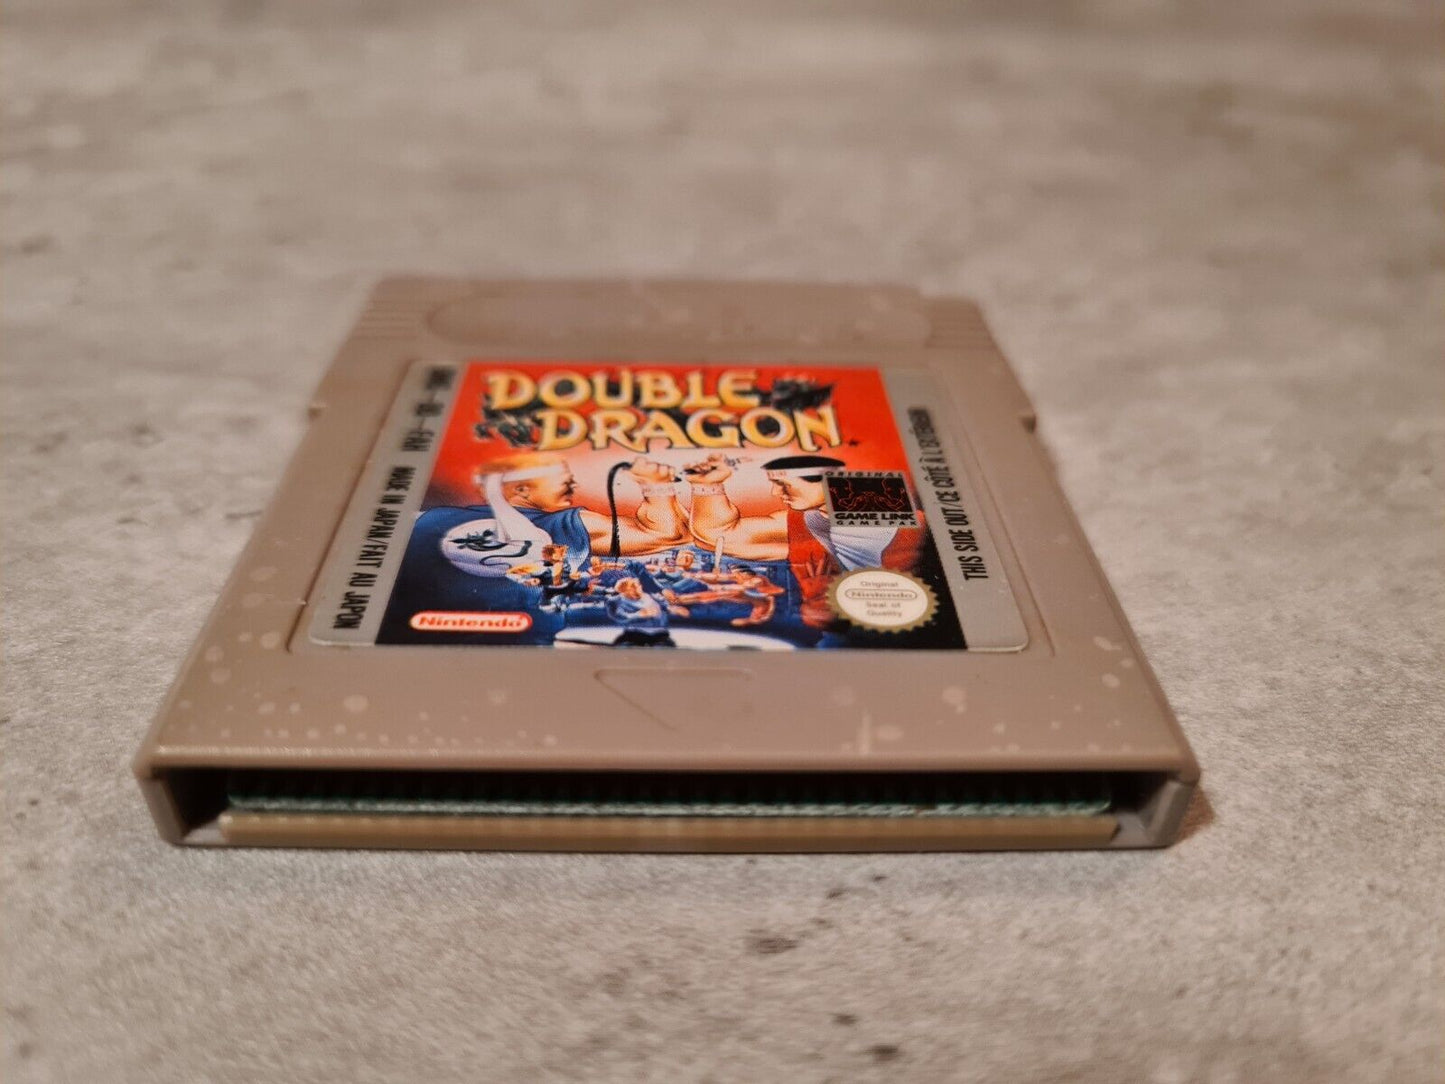 DOUBLE
DRAGON
ORIGINAL
GAME LINK
GAME PAK
Original
Nintendo
Seal of
Quality
Nintendo
-FAH MADE IN JAPAN/FAIT AU JAPON
THIS SIDE OUT/CE CÔTÉ À L'EXTÉRIEUR